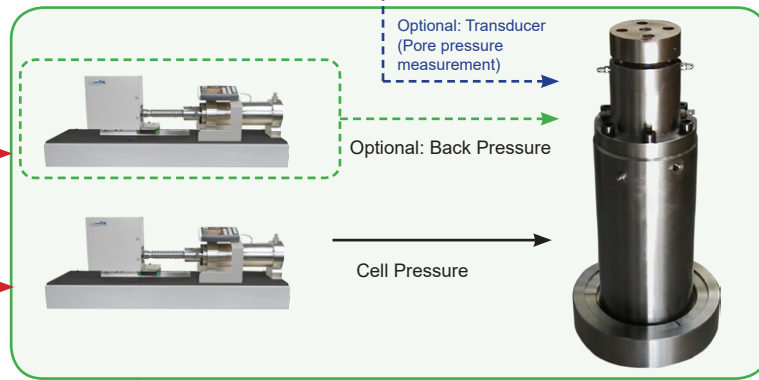 Optional: Transducer
(Pore pressure
measurement)
Optional: Back Pressure
Cell Pressure